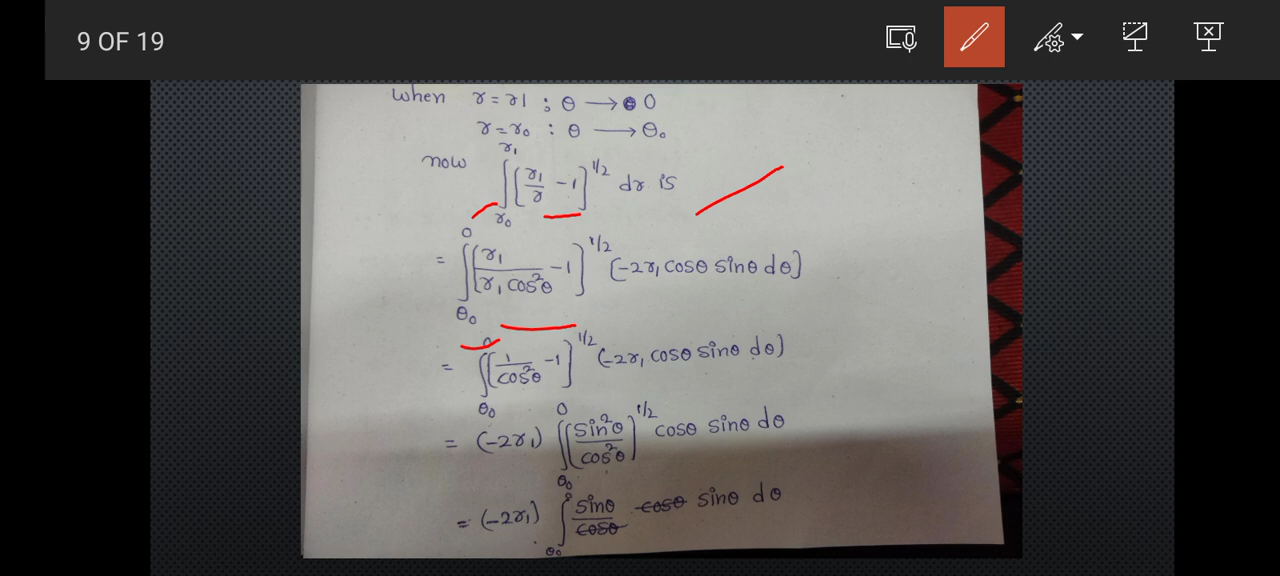 9 OF 19
When r = r1 : θ → 0
r = r₀ : θ → θ₀
now ∫_{r₀}^{r₁} [r₁/r − 1]^{1/2} dr is
= ∫_{θ₀}^{0} [r₁/(r₁ cos²θ) − 1]^{1/2} (−2r₁ cosθ sinθ dθ)
= ∫_{θ₀}^{0} [1/cos²θ − 1]^{1/2} (−2r₁ cosθ sinθ dθ)
= (−2r₁) ∫_{θ₀}^{0} (sin²θ/cos²θ)^{1/2} cosθ sinθ dθ
= (−2r₁) ∫_{θ₀}^{0} sinθ/cosθ cosθ sinθ dθ